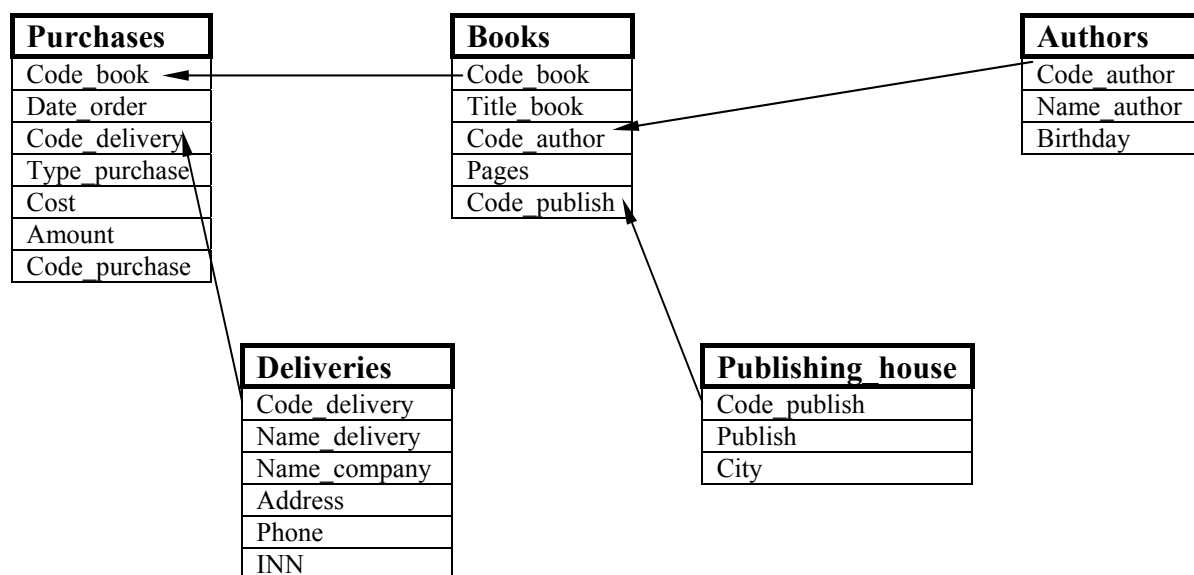 Purchases
Code_book
Date_order
Code_delivery
Type_purchase
Cost
Amount
Code_purchase
Books
Code_book
Title_book
Code_author
Pages
Code_publish
Authors
Code_author
Name_author
Birthday
Deliveries
Code_delivery
Name_delivery
Name_company
Address
Phone
INN
Publishing_house
Code_publish
Publish
City